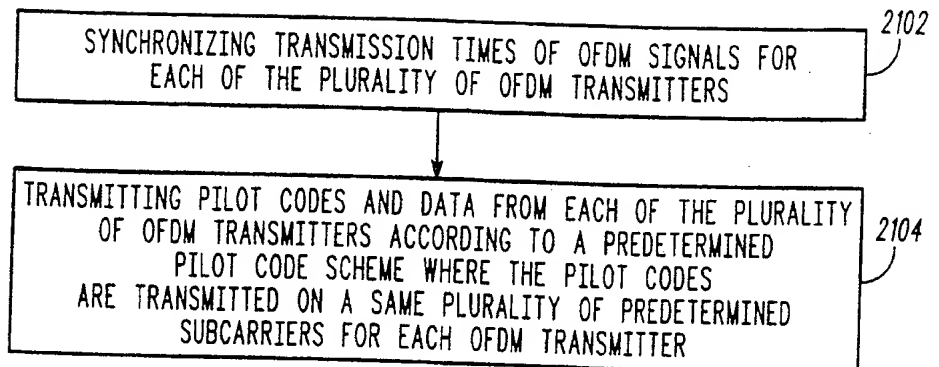 2102
SYNCHRONIZING TRANSMISSION TIMES OF OFDM SIGNALS FOR
EACH OF THE PLURALITY OF OFDM TRANSMITTERS
TRANSMITTING PILOT CODES AND DATA FROM EACH OF THE PLURALITY
OF OFDM TRANSMITTERS ACCORDING TO A PREDETERMINED
PILOT CODE SCHEME WHERE THE PILOT CODES
ARE TRANSMITTED ON A SAME PLURALITY OF PREDETERMINED
SUBCARRIERS FOR EACH OFDM TRANSMITTER
2104